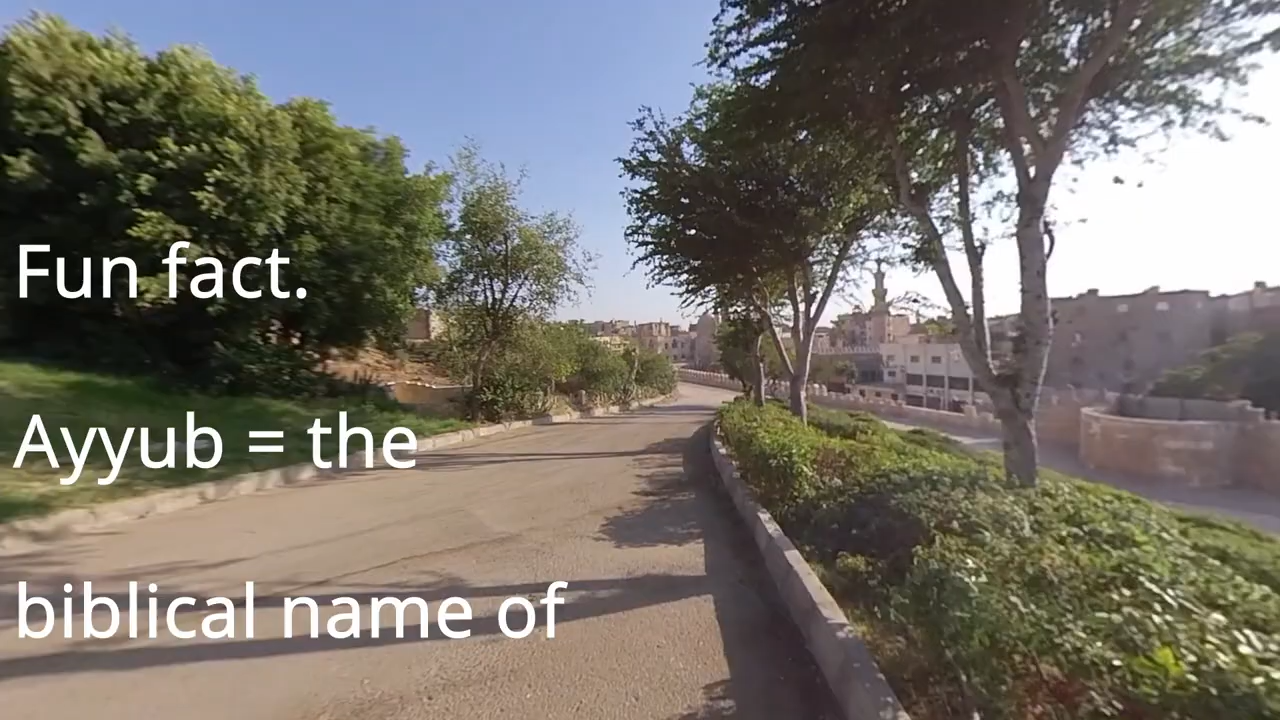 Fun fact.
Ayyub = the
biblical name of